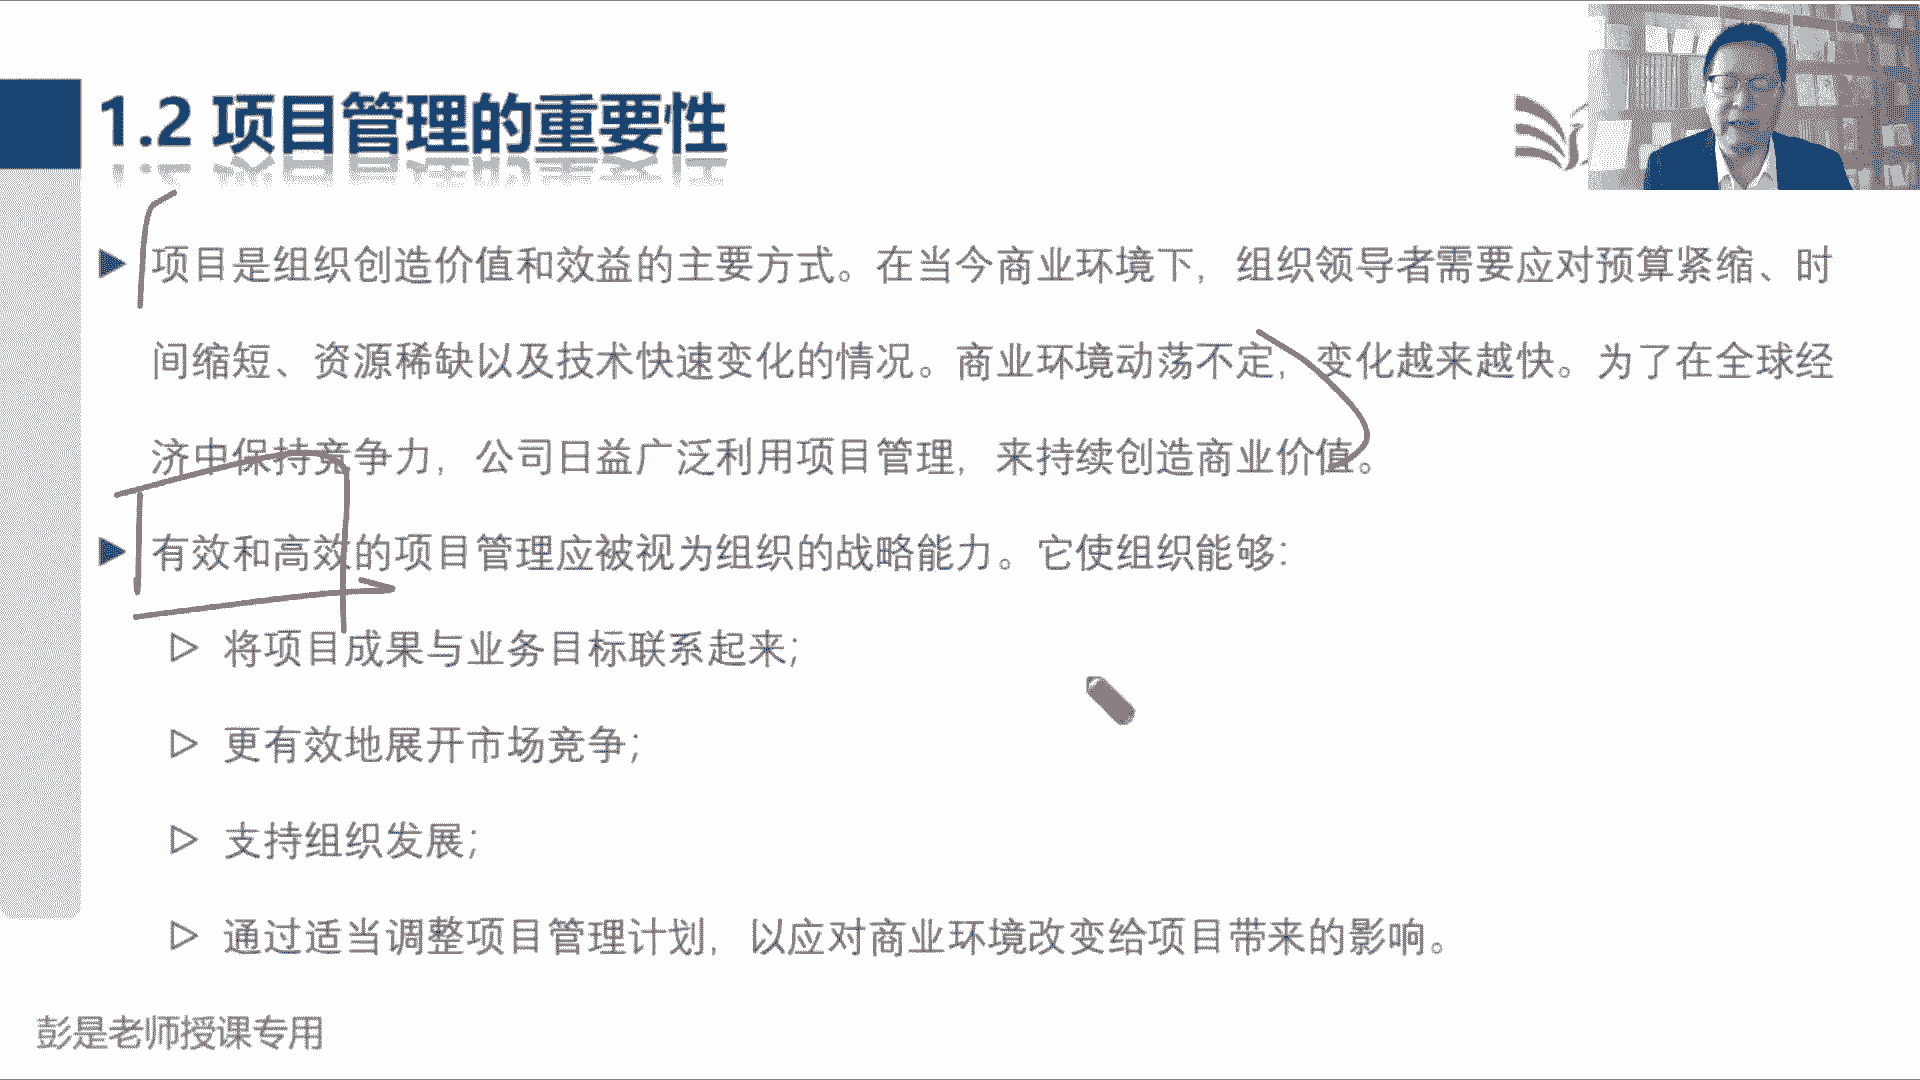 1.2 项目管理的重要性
项目是组织创造价值和效益的主要方式。在当今商业环境下，组织领导者需要应对预算紧缩、时
间缩短、资源稀缺以及技术快速变化的情况。商业环境动荡不定，变化越来越快。为了在全球经
济中保持竞争力，公司日益广泛利用项目管理，来持续创造商业价值。
有效和高效的项目管理应被视为组织的战略能力。它使组织能够：
将项目成果与业务目标联系起来；
更有效地展开市场竞争；
支持组织发展；
通过适当调整项目管理计划，以应对商业环境改变给项目带来的影响。
彭是老师授课专用